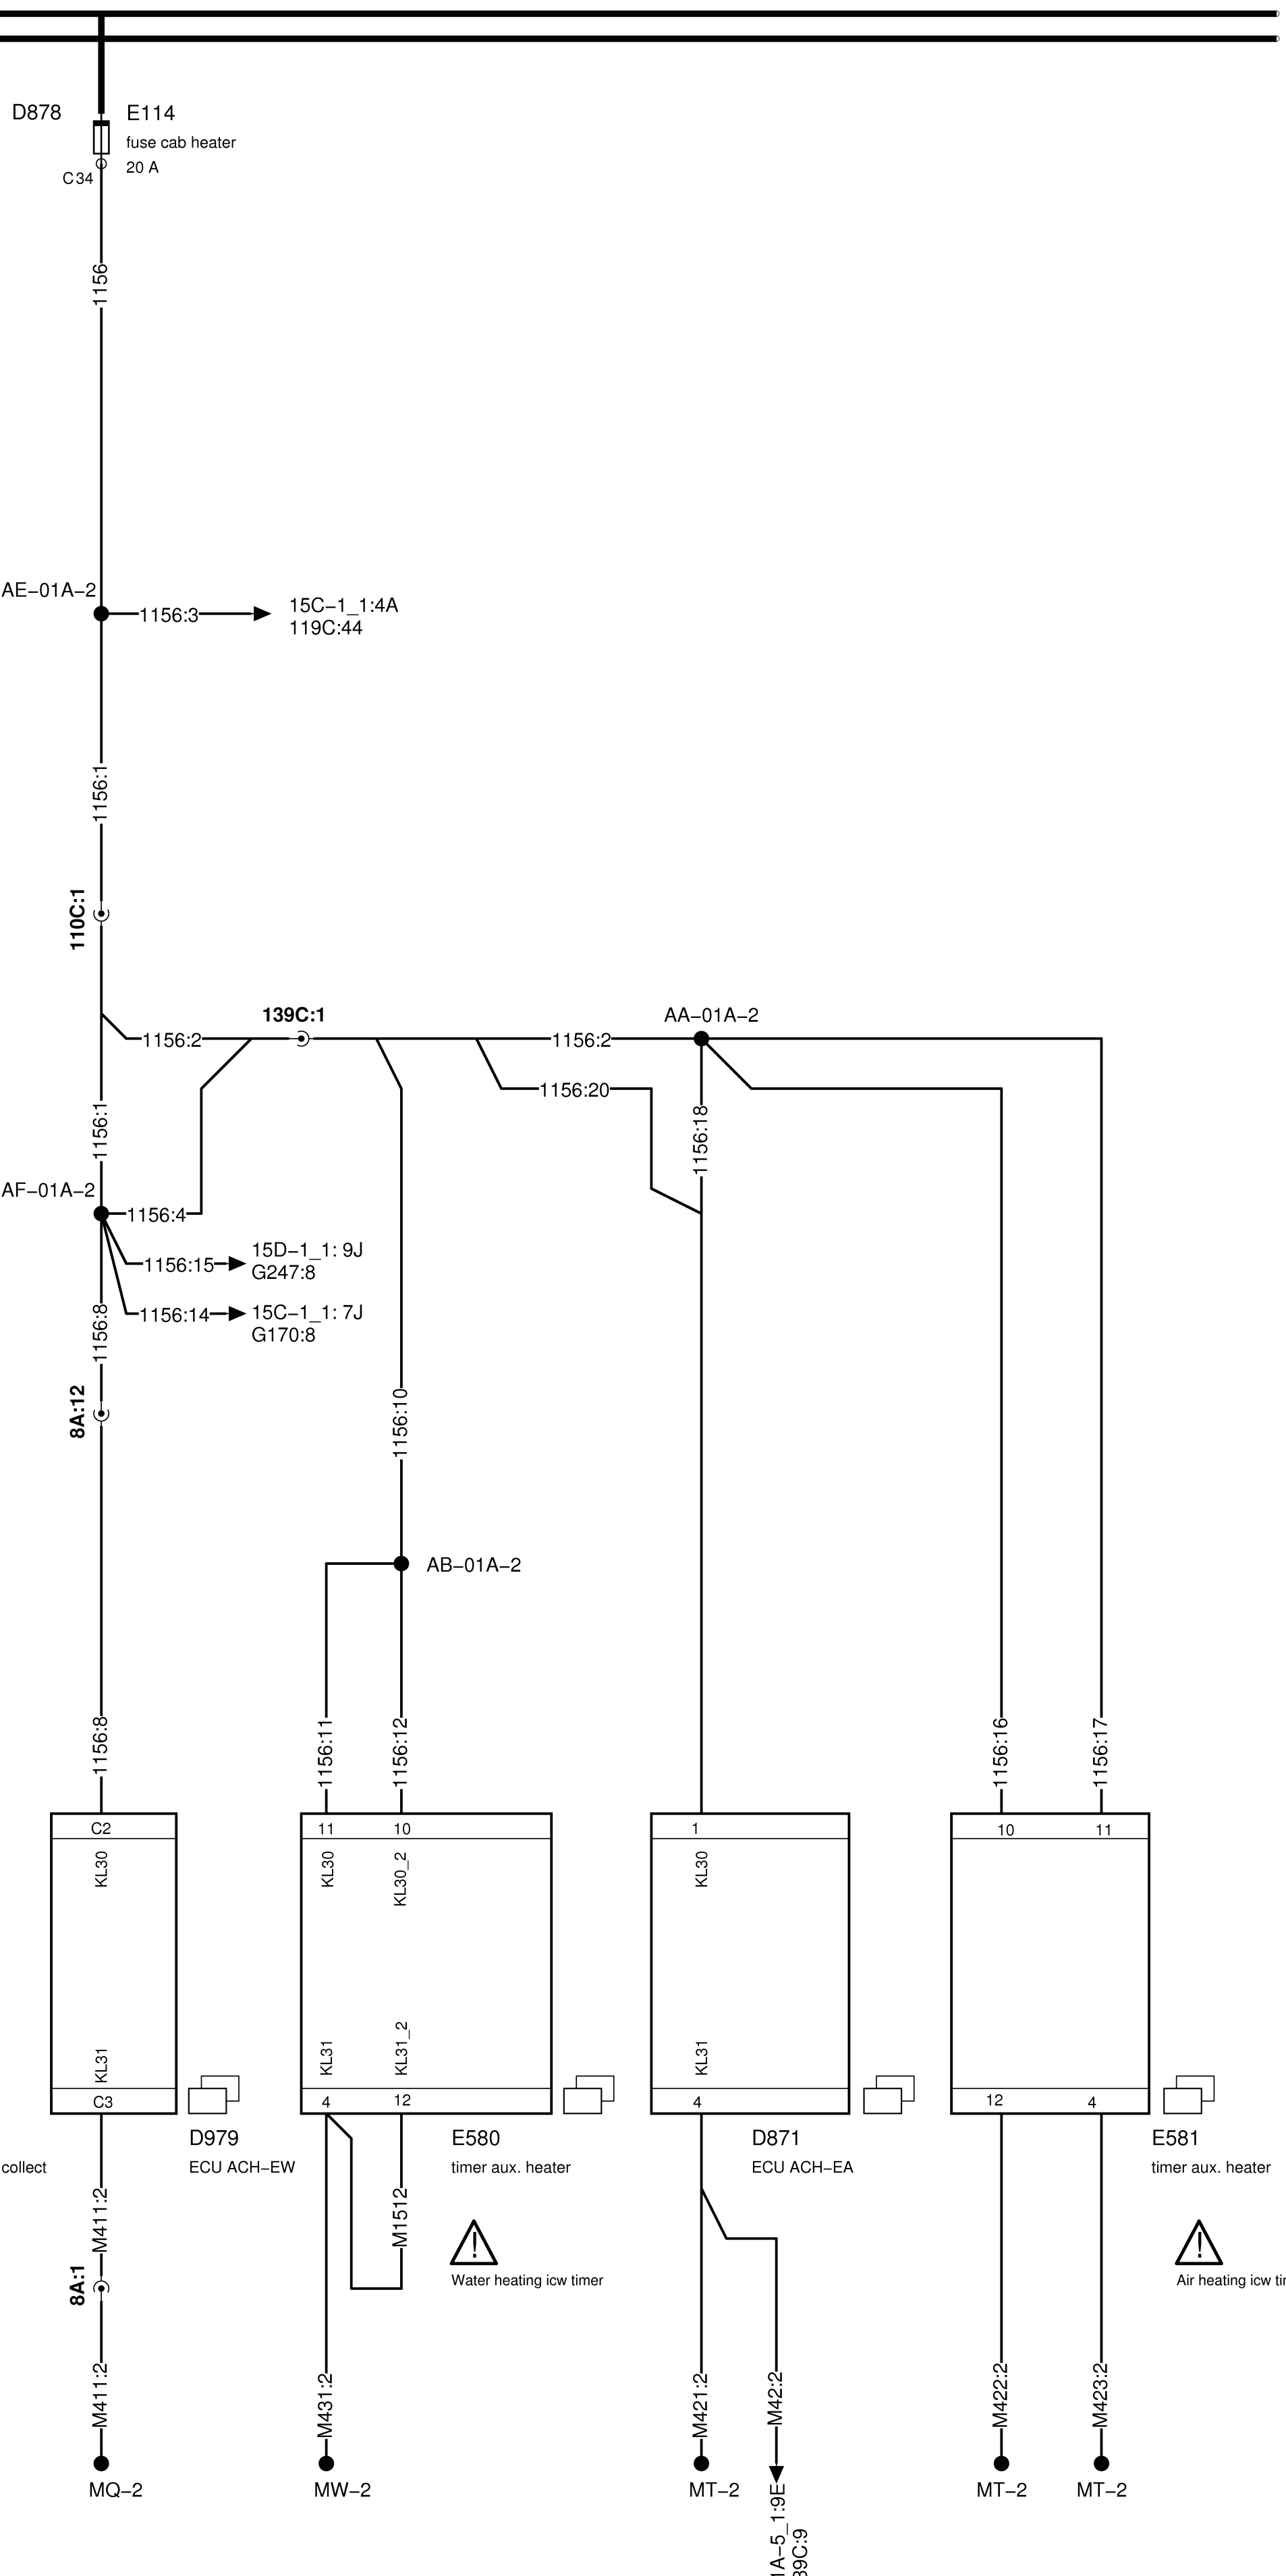 D878
E114
fuse cab heater
20 A
C34
1156
AE–01A–2
1156:3
15C–1_1:4A
119C:44
1156:1
110C:1
139C:1
AA–01A–2
1156:2
1156:2
1156:20
1156:1
1156:18
AF–01A–2
1156:4
15D–1_1: 9J
1156:15
G247:8
15C–1_1: 7J
1156:14
G170:8
1156:8
8A:12
1156:10
AB–01A–2
1156:8
1156:11
1156:12
1156:16
1156:17
C2
11
10
1
10
11
KL30
KL30
KL30_2
KL30
KL31
KL31
KL31_2
KL31
C3
4
12
4
12
4
D979
E580
D871
E581
collect
ECU ACH–EW
timer aux. heater
ECU ACH–EA
timer aux. heater
M411:2
M1512
8A:1
Water heating icw timer
Air heating icw
M411:2
M431:2
M421:2
M42:2
M422:2
M423:2
MQ–2
MW–2
MT–2
MT–2
MT–2
1A–5_1:9E
39C:9